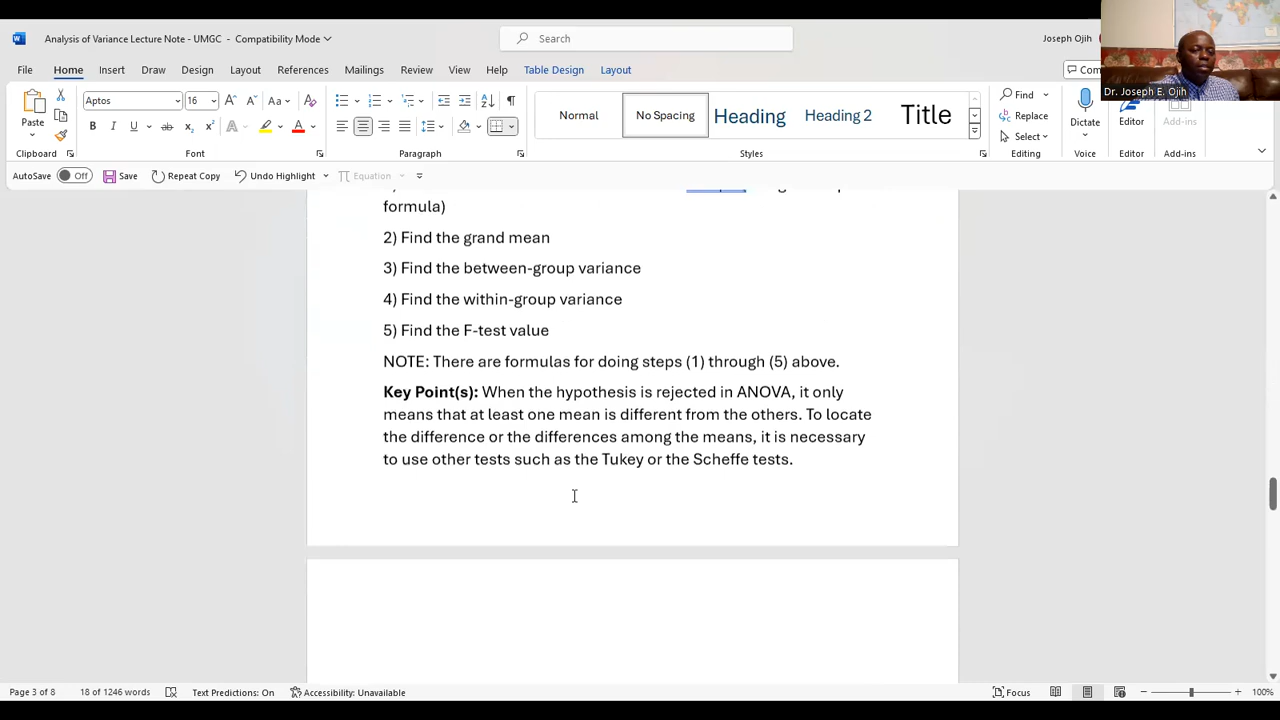 Analysis of Variance Lecture Note - UMGC - Compatibility Mode
Search
Joseph Ojih
Dr. Joseph E. Ojih
File Home Insert Draw Design Layout References Mailings Review View Help Table Design Layout
Paste
Aptos 16
Normal No Spacing Heading Heading 2 Title
Find
Replace
Select
Dictate
Editor
Add-ins
Clipboard Font Paragraph Styles Editing Voice Editor Add-ins
AutoSave Off Save Repeat Copy Undo Highlight Equation
formula)
2) Find the grand mean
3) Find the between-group variance
4) Find the within-group variance
5) Find the F-test value
NOTE: There are formulas for doing steps (1) through (5) above.
Key Point(s): When the hypothesis is rejected in ANOVA, it only
means that at least one mean is different from the others. To locate
the difference or the differences among the means, it is necessary
to use other tests such as the Tukey or the Scheffe tests.
Page 3 of 8 18 of 1246 words Text Predictions: On Accessibility: Unavailable Focus 100%